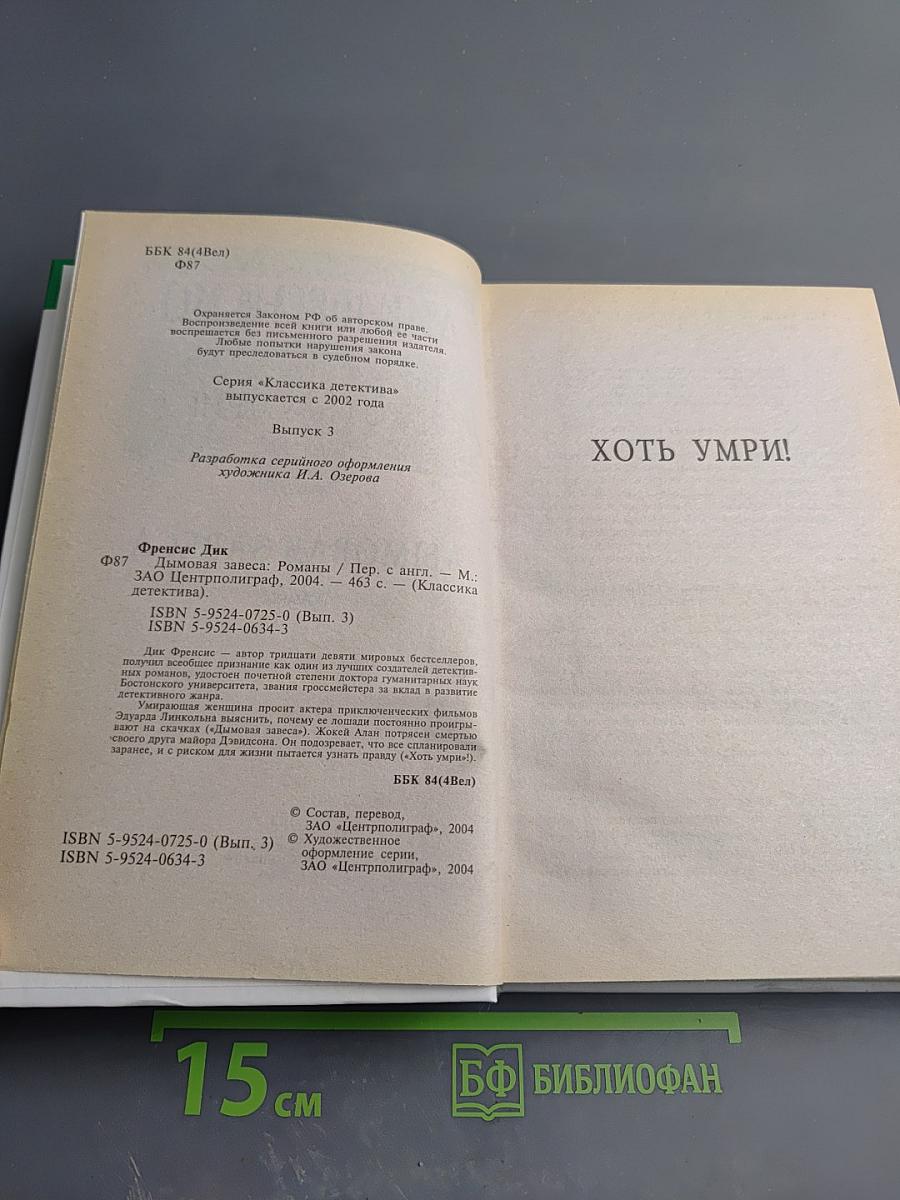 ББК 84(4Вел)
Ф87
Охраняется Законом РФ об авторском праве.
Воспроизведение всей книги или любой ее части
воспрещается без письменного разрешения издателя.
Любые попытки нарушения закона
будут преследоваться в судебном порядке.
Серия «Классика детектива»
выпускается с 2002 года
Выпуск 3
Разработка серийного оформления
художника И.А. Озерова
Френсис Дик
Ф87
Дымовая завеса: Романы / Пер. с англ. — М.:
ЗАО Центрполиграф, 2004. — 463 с. — (Классика
детектива).
ISBN 5-9524-0725-0 (Вып. 3)
ISBN 5-9524-0634-3
Дик Френсис — автор тридцати девяти мировых бестселлеров,
получил всеобщее признание как один из лучших создателей детектив-
ных романов, удостоен почетной степени доктора гуманитарных наук
Бостонского университета, звания гроссмейстера за вклад в развитие
детективного жанра.
Умирающая женщина просит актера приключенческих фильмов
Эдуарда Линкольна выяснить, почему ее лошади постоянно проигры-
вают на скачках («Дымовая завеса»). Жокей Алан потрясен смертью
своего друга майора Дэвидсона. Он подозревает, что все спланировали
заранее, и с риском для жизни пытается узнать правду («Хоть умри»!).
ББК 84(4Вел)
© Состав, перевод,
ЗАО «Центрполиграф», 2004
© Художественное
оформление серии,
ЗАО «Центрполиграф», 2004
ISBN 5-9524-0725-0 (Вып. 3)
ISBN 5-9524-0634-3
ХОТЬ УМРИ!
15 см
БФ БИБЛИОФАН